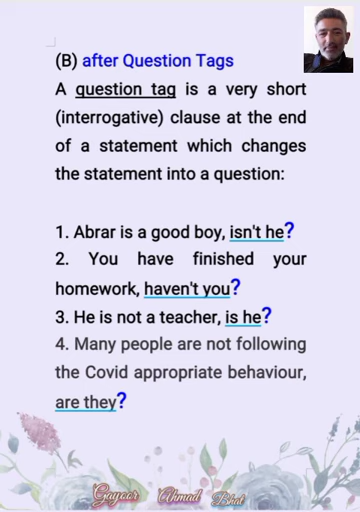 (B) after Question Tags
A question tag is a very short
(interrogative) clause at the end
of a statement which changes
the statement into a question:
1. Abrar is a good boy, isn't he?
2. You have finished your
homework, haven't you?
3. He is not a teacher, is he?
4. Many people are not following
the Covid appropriate behaviour,
are they?
Gayoor Ahmad Bhat